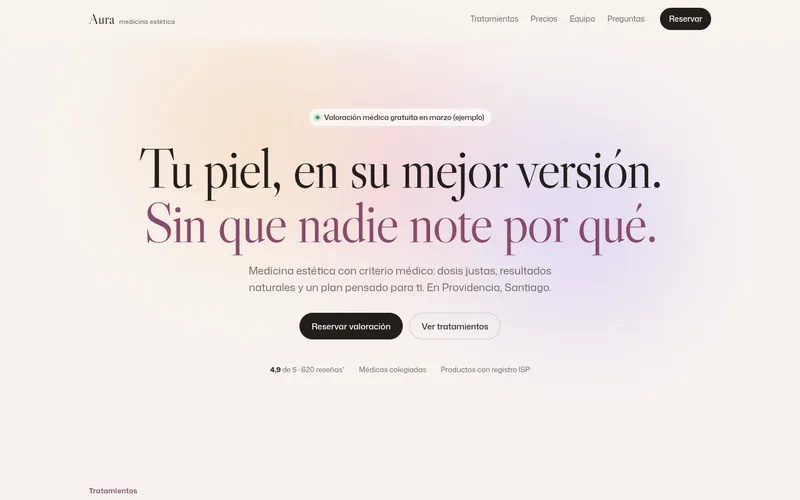 Aura medicina estética
Tratamientos Precios Equipo Preguntas Reservar
Valoración médica gratuita en marzo (ejemplo)
Tu piel, en su mejor versión.
Sin que nadie note por qué.
Medicina estética con criterio médico: dosis justas, resultados
naturales y un plan pensado para ti. En Providencia, Santiago.
Reservar valoración Ver tratamientos
4,9 de 5 · 620 reseñas* Médicas colegiadas Productos con registro ISP
Tratamientos